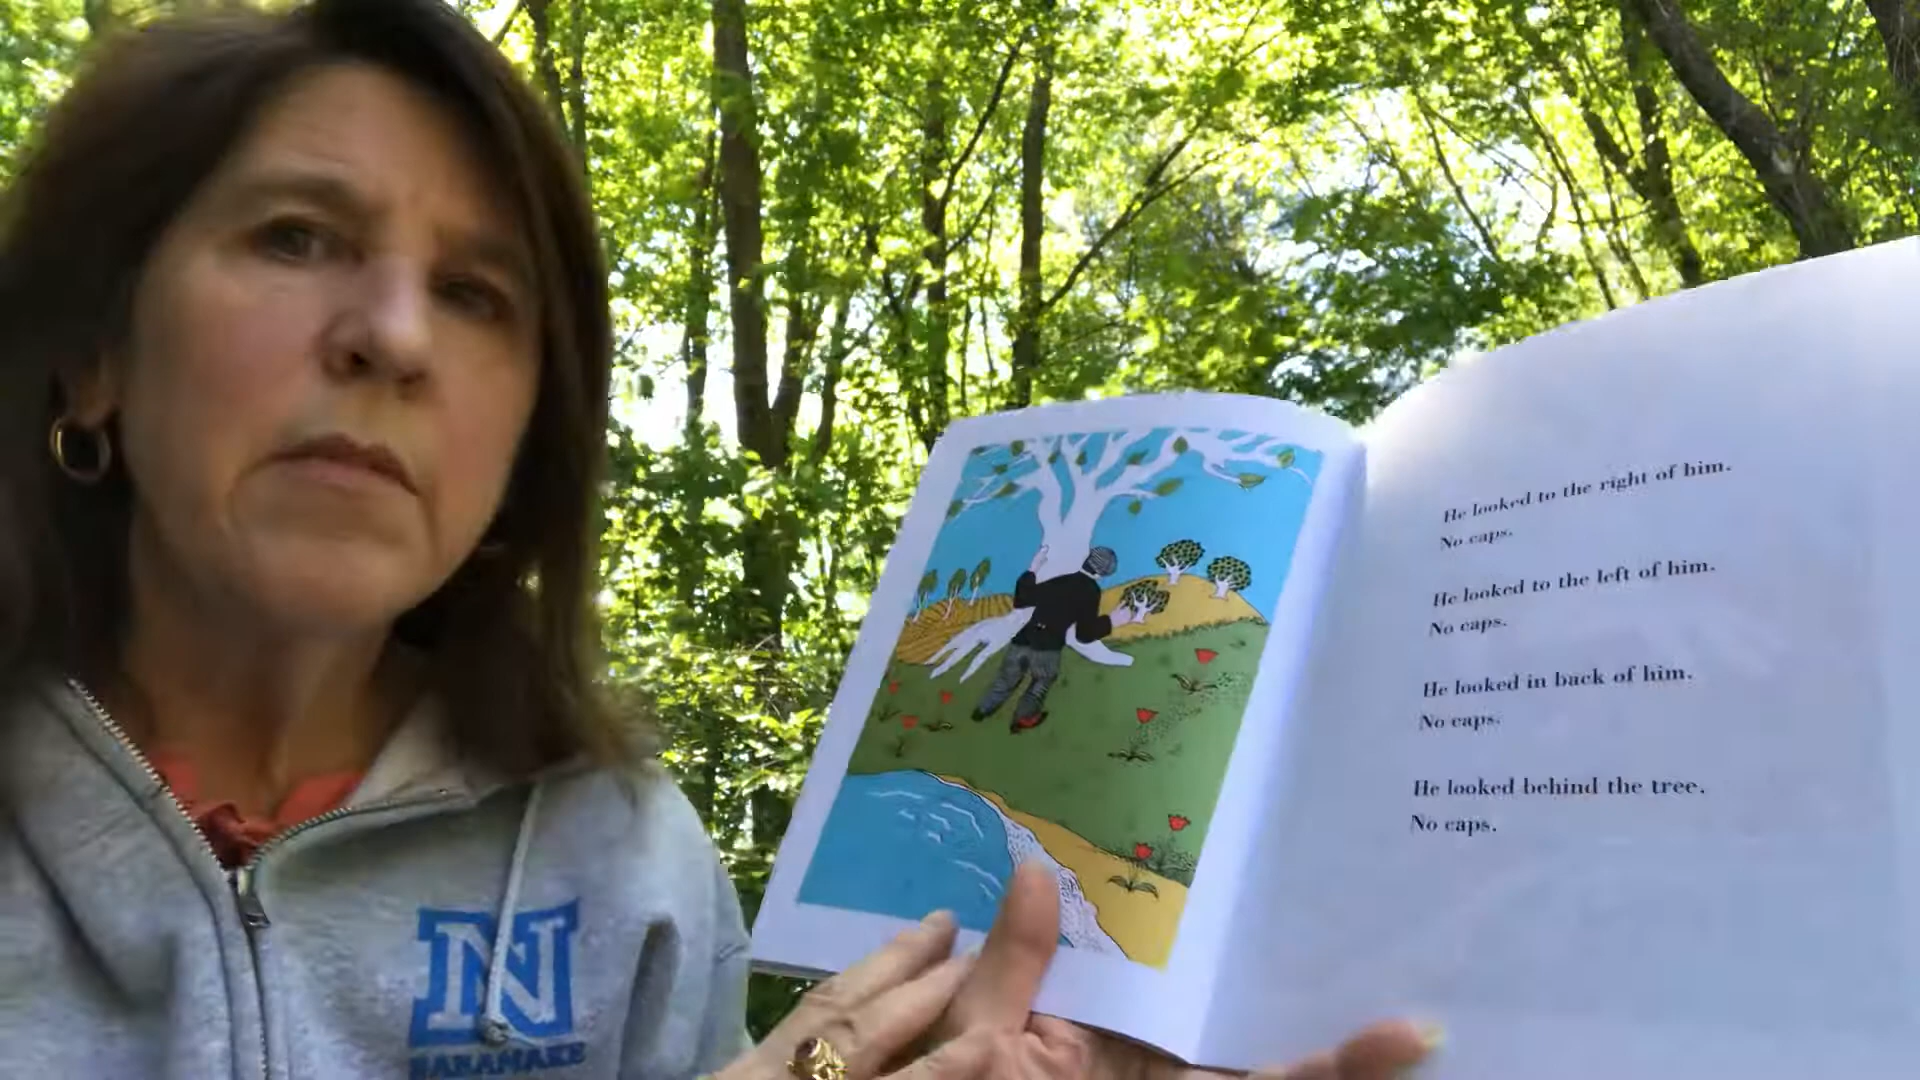 He looked to the right of him.
No caps.
He looked to the left of him.
No caps.
He looked in back of him.
No caps.
He looked behind the tree.
No caps.
N